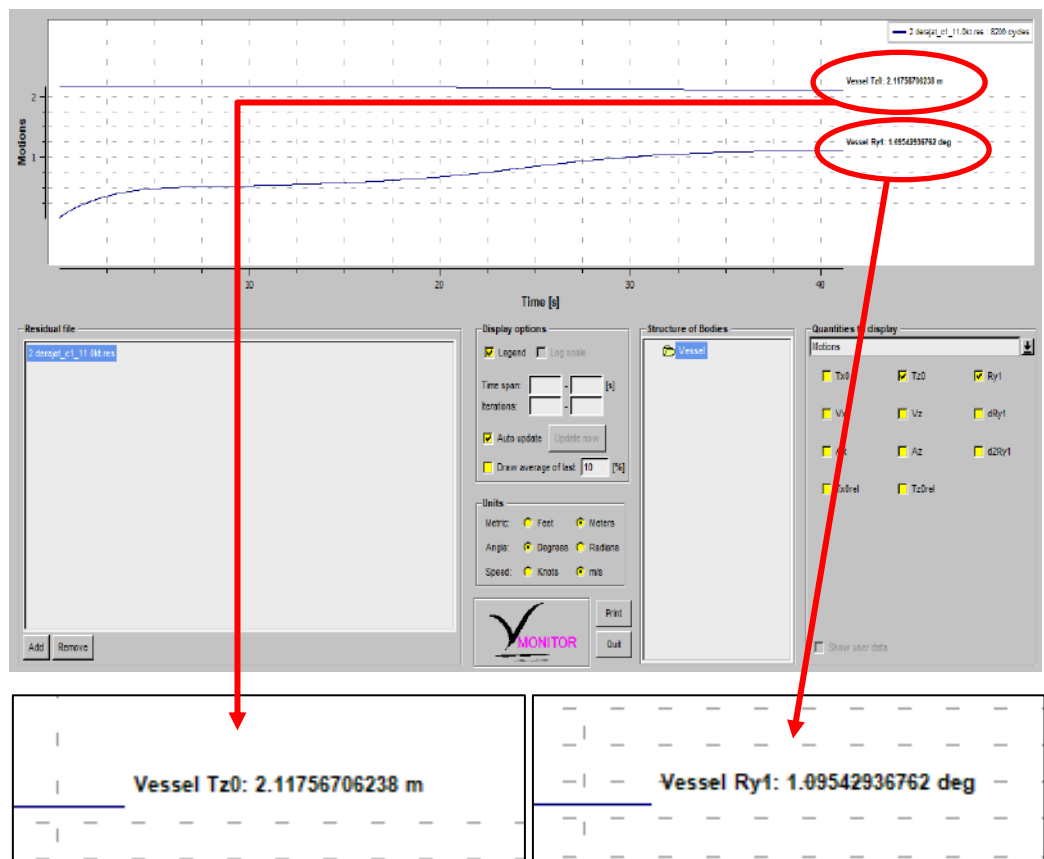 2 derajat_c1_11.0kt.res : 8206 cycles
Vessel Tz0: 2.11756706238 m
Vessel Ry1: 1.09542936762 deg
Motions
2
1
10 20 30 40
Time [s]
Residual file
2 derajat_c1_11.0kt.res
Add Remove
Display options
Legend Log scale
Time span: - [s]
Iterations: -
Auto update Update now
Draw average of last 10 [%]
Units
Metric: Feet Meters
Angle: Degrees Radians
Speed: Knots m/s
MONITOR
Print
Quit
Structure of Bodies
Vessel
Quantities to display
Motions
Tx0 Tz0 Ry1
Vx Vz dRy1
Ax Az d2Ry1
Tx0rel Tz0rel
Show user data
Vessel Tz0: 2.11756706238 m
Vessel Ry1: 1.09542936762 deg